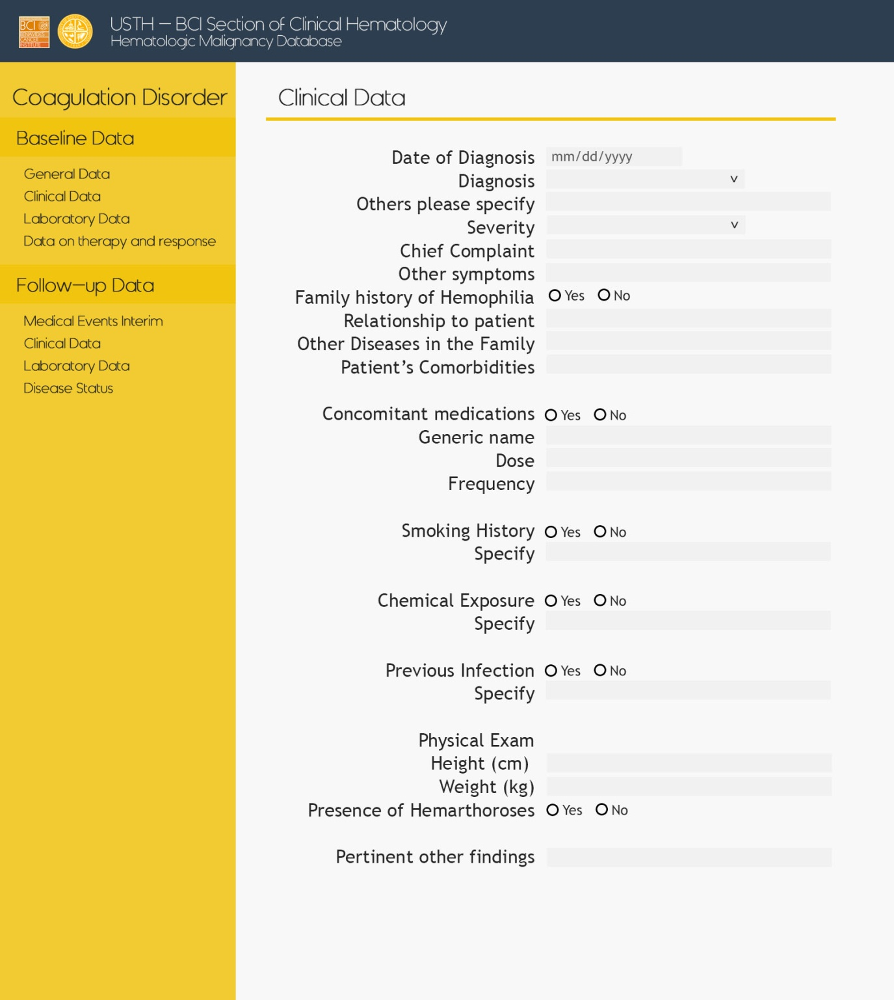 BCI
BENAVIDES
CANCER
INSTITUTE
USTH – BCI Section of Clinical Hematology
Hematologic Malignancy Database
Coagulation Disorder
Baseline Data
General Data
Clinical Data
Laboratory Data
Data on therapy and response
Follow-up Data
Medical Events Interim
Clinical Data
Laboratory Data
Disease Status
Clinical Data
Date of Diagnosis mm/dd/yyyy
Diagnosis v
Others please specify
Severity v
Chief Complaint
Other symptoms
Family history of Hemophilia Yes No
Relationship to patient
Other Diseases in the Family
Patient’s Comorbidities
Concomitant medications Yes No
Generic name
Dose
Frequency
Smoking History Yes No
Specify
Chemical Exposure Yes No
Specify
Previous Infection Yes No
Specify
Physical Exam
Height (cm)
Weight (kg)
Presence of Hemarthoroses Yes No
Pertinent other findings